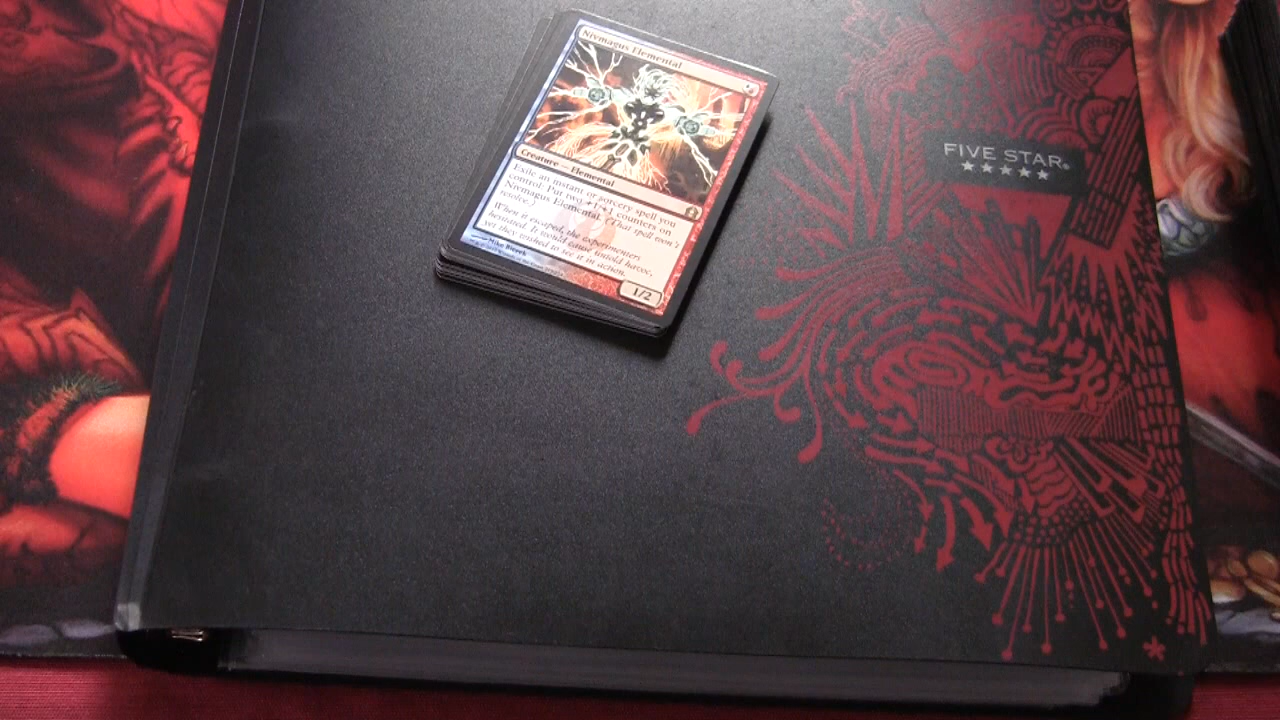 Nivmagus Elemental
Creature — Elemental
Exile an instant or sorcery spell you
control: Put two +1/+1 counters on
Nivmagus Elemental. (That spell won't
resolve.)
When it escaped, the experimenters
hesitated. It would cause untold havoc,
yet they wished to see it in action.
Mike Bierek
1/2
FIVE STAR®